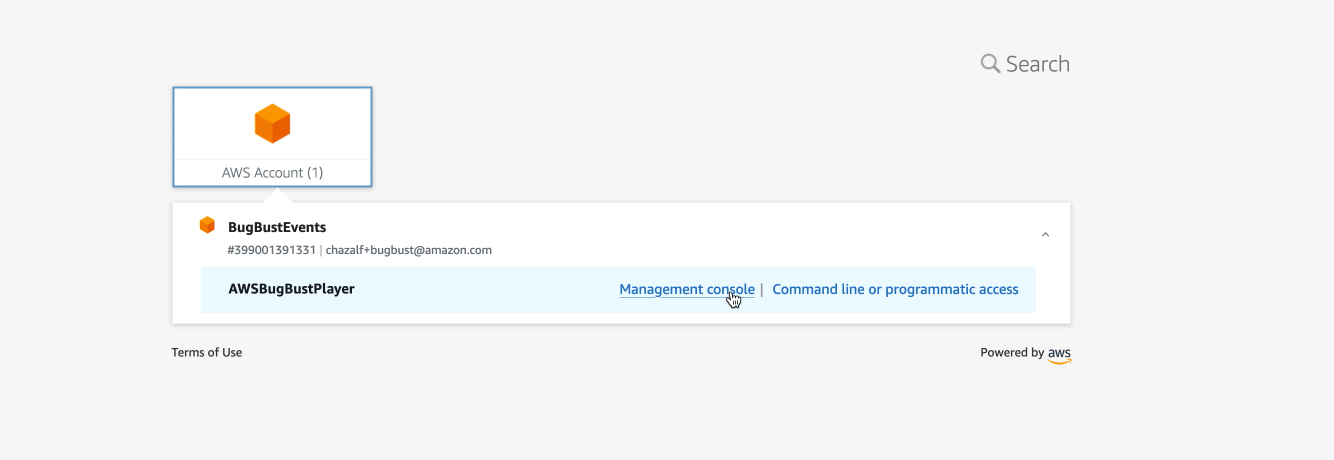 Search
AWS Account (1)
BugBustEvents
#399001391331 | chazalf+bugbust@amazon.com
AWSBugBustPlayer Management console | Command line or programmatic access
Terms of Use Powered by aws